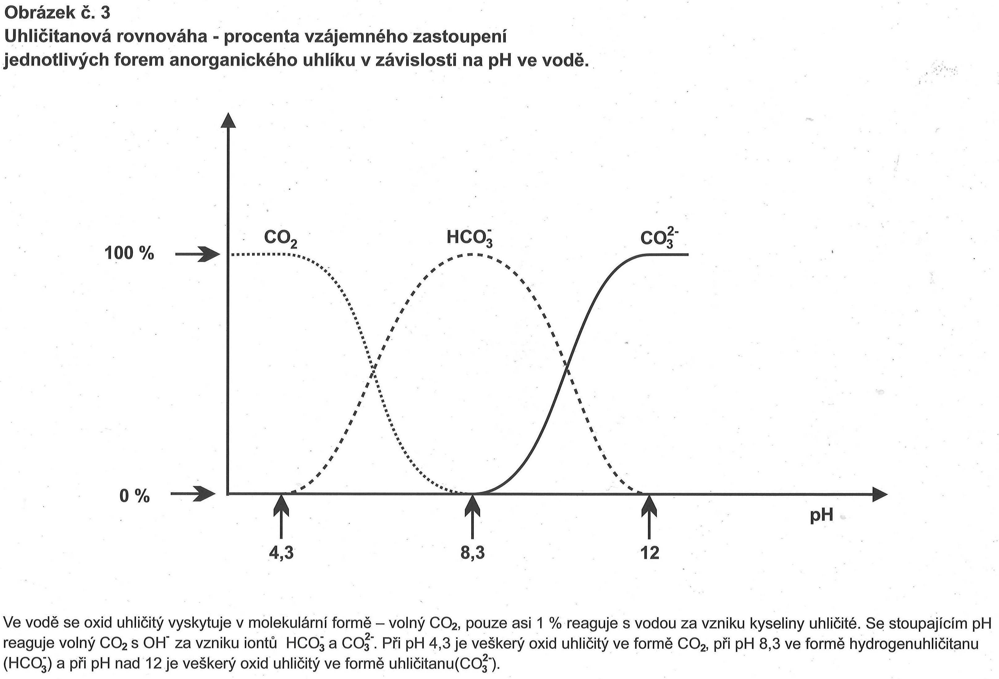 Obrázek č. 3
Uhličitanová rovnováha - procenta vzájemného zastoupení
jednotlivých forem anorganického uhlíku v závislosti na pH ve vodě.
CO₂ HCO₃⁻ CO₃²⁻
100 %
0 %
pH
4,3 8,3 12
Ve vodě se oxid uhličitý vyskytuje v molekulární formě – volný CO₂, pouze asi 1 % reaguje s vodou za vzniku kyseliny uhličité. Se stoupajícím pH
reaguje volný CO₂ s OH⁻ za vzniku iontů HCO₃⁻ a CO₃²⁻. Při pH 4,3 je veškerý oxid uhličitý ve formě CO₂, při pH 8,3 ve formě hydrogenuhličitanu
(HCO₃⁻) a při pH nad 12 je veškerý oxid uhličitý ve formě uhličitanu(CO₃²⁻).